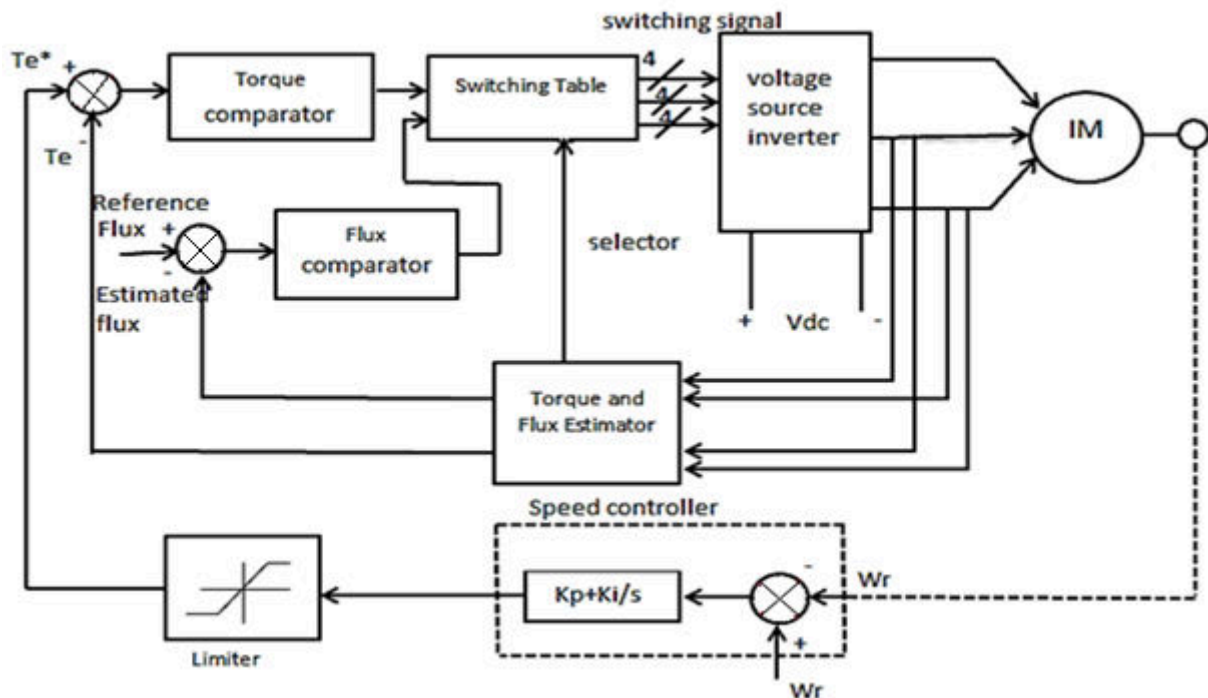 switching signal
Te*
+
Torque
comparator
Switching Table
4
4
4
voltage
source
inverter
IM
Te
-
Reference
Flux
+
-
Estimated
flux
Flux
comparator
selector
+ Vdc -
Torque and
Flux Estimator
Speed controller
Kp+Ki/s
-
Wr
+
Wr
Limiter